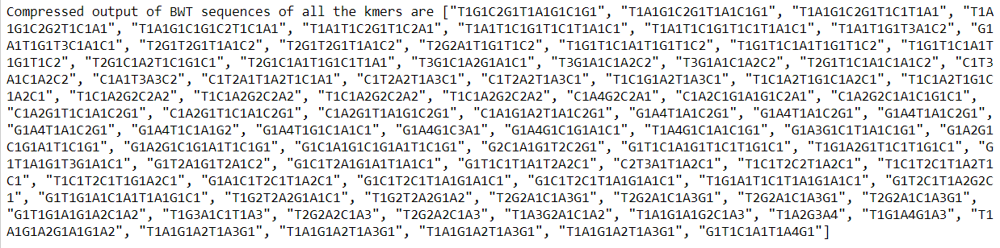 Compressed output of BWT sequences of all the kmers are ["T1G1C2G1T1A1G1C1G1", "T1A1G1C2G1T1A1C1G1", "T1A1G1C2G1T1C1T1A1", "T1A
1G1C2G2T1C1A1", "T1A1G1C1G1C2T1C1A1", "T1A1T1C2G1T1C2A1", "T1A1T1C1G1T1C1T1A1C1", "T1A1T1C1G1T1C1T1A1C1", "T1A1T1G1T3A1C2", "G1
A1T1G1T3C1A1C1", "T2G1T2G1T1A1C2", "T2G1T2G1T1A1C2", "T2G2A1T1G1T1C2", "T1G1T1C1A1T1G1T1C2", "T1G1T1C1A1T1G1T1C2", "T1G1T1C1A1T
1G1T1C2", "T2G1C1A2T1C1G1C1", "T2G1C1A1T1G1C1T1A1", "T3G1C1A2G1A1C1", "T3G1A1C1A2C2", "T3G1A1C1A2C2", "T2G1T1C1A1C1A1C2", "C1T3
A1C1A2C2", "C1A1T3A3C2", "C1T2A1T1A2T1C1A1", "C1T2A2T1A3C1", "C1T2A2T1A3C1", "T1C1G1A2T1A3C1", "T1C1A2T1G1C1A2C1", "T1C1A2T1G1C
1A2C1", "T1C1A2G2C2A2", "T1C1A2G2C2A2", "T1C1A2G2C2A2", "T1C1A2G2C2A2", "C1A4G2C2A1", "C1A2C1G1A1G1C2A1", "C1A2G2C1A1C1G1C1",
"C1A2G1T1C1A1C2G1", "C1A2G1T1C1A1C2G1", "C1A2G1T1A1G1C2G1", "C1A1G1A2T1A1C2G1", "G1A4T1A1C2G1", "G1A4T1A1C2G1", "G1A4T1A1C2G1",
"G1A4T1A1C2G1", "G1A4T1C1A1G2", "G1A4T1G1C1A1C1", "G1A4G1C3A1", "G1A4G1C1G1A1C1", "T1A4G1C1A1C1G1", "G1A3G1C1T1A1C1G1", "G1A2G1
C1G1A1T1C1G1", "G1A2G1C1G1A1T1C1G1", "G1C1A1G1C1G1A1T1C1G1", "G2C1A1G1T2C2G1", "G1T1C1A1G1T1C1T1G1C1", "T1G1A2G1T1C1T1G1C1", "G
1T1A1G1T3G1A1C1", "G1T2A1G1T2A1C2", "G1C1T2A1G1A1T1A1C1", "G1T1C1T1A1T2A2C1", "C2T3A1T1A2C1", "T1C1T2C2T1A2C1", "T1C1T2C1T1A2T1
C1", "T1C1T2C1T1G1A2C1", "G1A1C1T2C1T1A2C1", "G1C1T2C1T1A1G1A1C1", "G1C1T2C1T1A1G1A1C1", "T1G1A1T1C1T1A1G1A1C1", "G1T2C1T1A2G2C
1", "G1T1G1A1C1A1T1A1G1C1", "T1G2T2A2G1A1C1", "T1G2T2A2G1A2", "T2G2A1C1A3G1", "T2G2A1C1A3G1", "T2G2A1C1A3G1", "T2G2A1C1A3G1",
"G1T1G1A1G1A2C1A2", "T1G3A1C1T1A3", "T2G2A2C1A3", "T2G2A2C1A3", "T1A3G2A1C1A2", "T1A1G1A1G2C1A3", "T1A2G3A4", "T1G1A4G1A3", "T1
A1G1A2G1A1G1A2", "T1A1G1A2T1A3G1", "T1A1G1A2T1A3G1", "T1A1G1A2T1A3G1", "T1A1G1A2T1A3G1", "G1T1C1A1T1A4G1"]